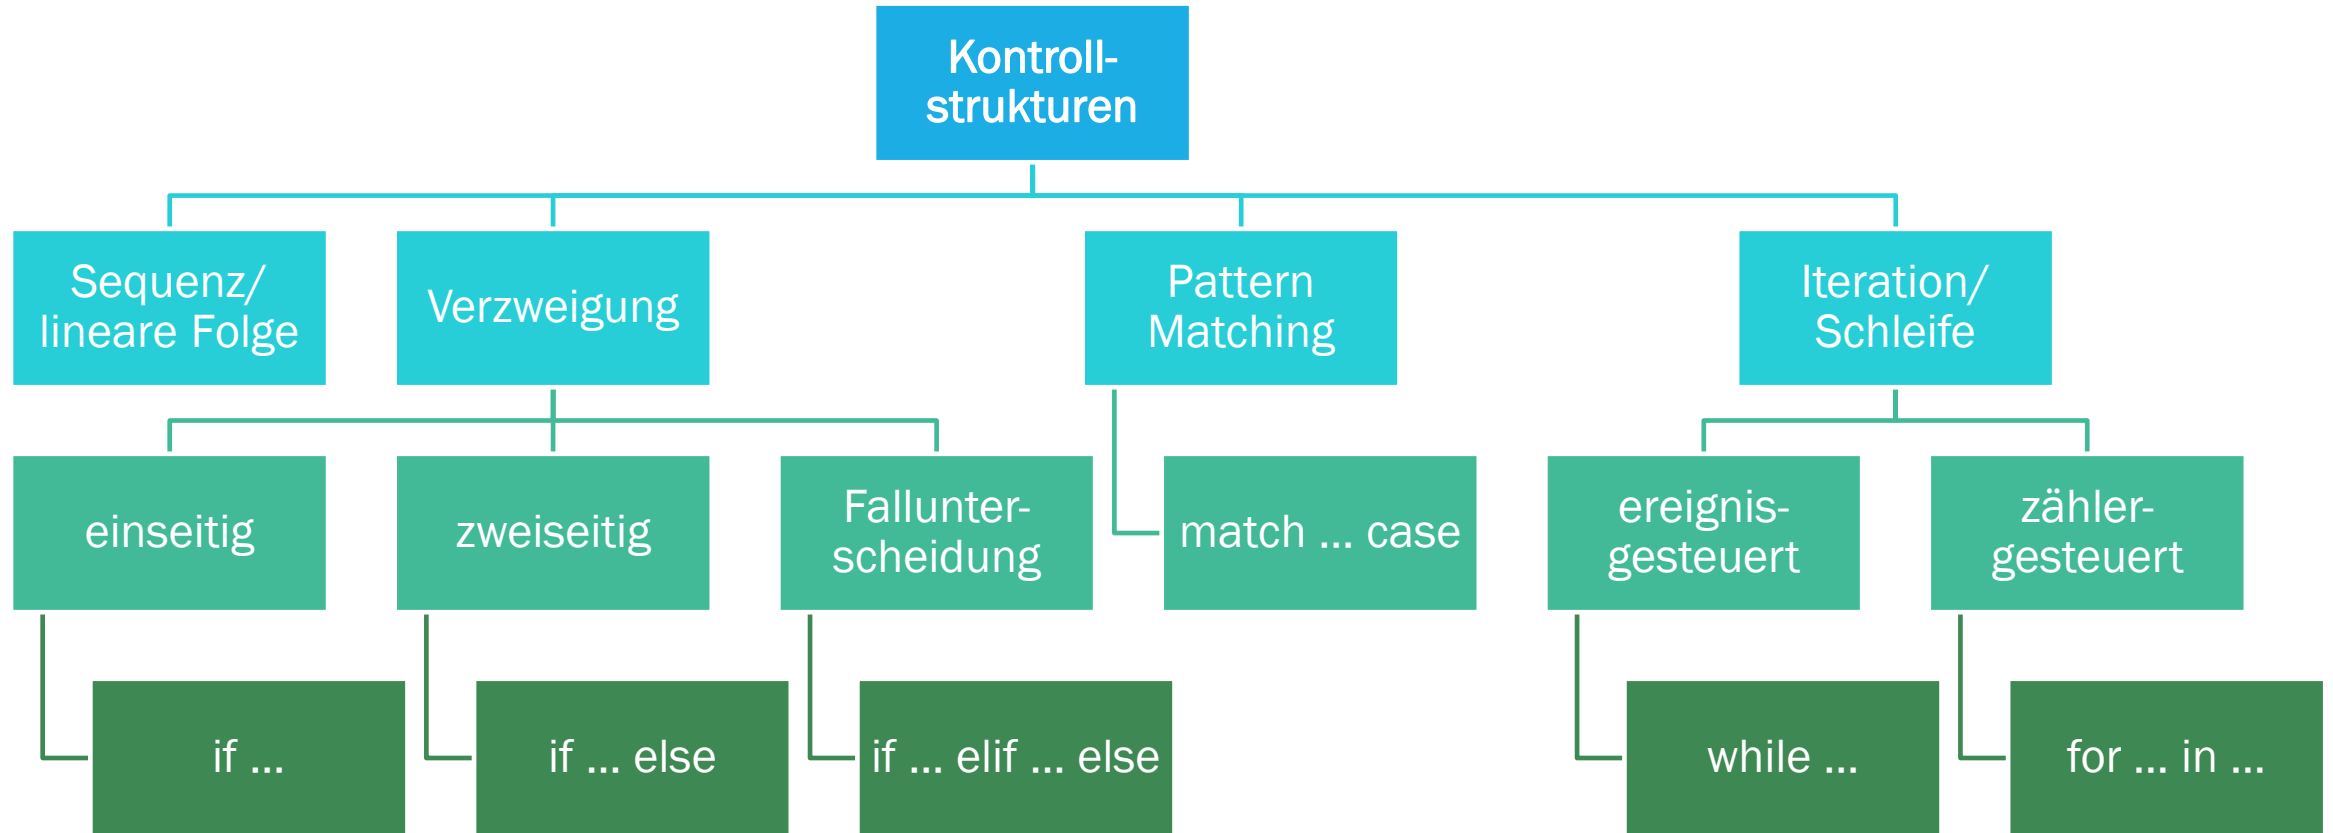 Kontroll-
strukturen
Sequenz/
lineare Folge
Verzweigung
Pattern
Matching
Iteration/
Schleife
einseitig
zweiseitig
Fallunter-
scheidung
match ... case
ereignis-
gesteuert
zähler-
gesteuert
if ...
if ... else
if ... elif ... else
while ...
for ... in ...